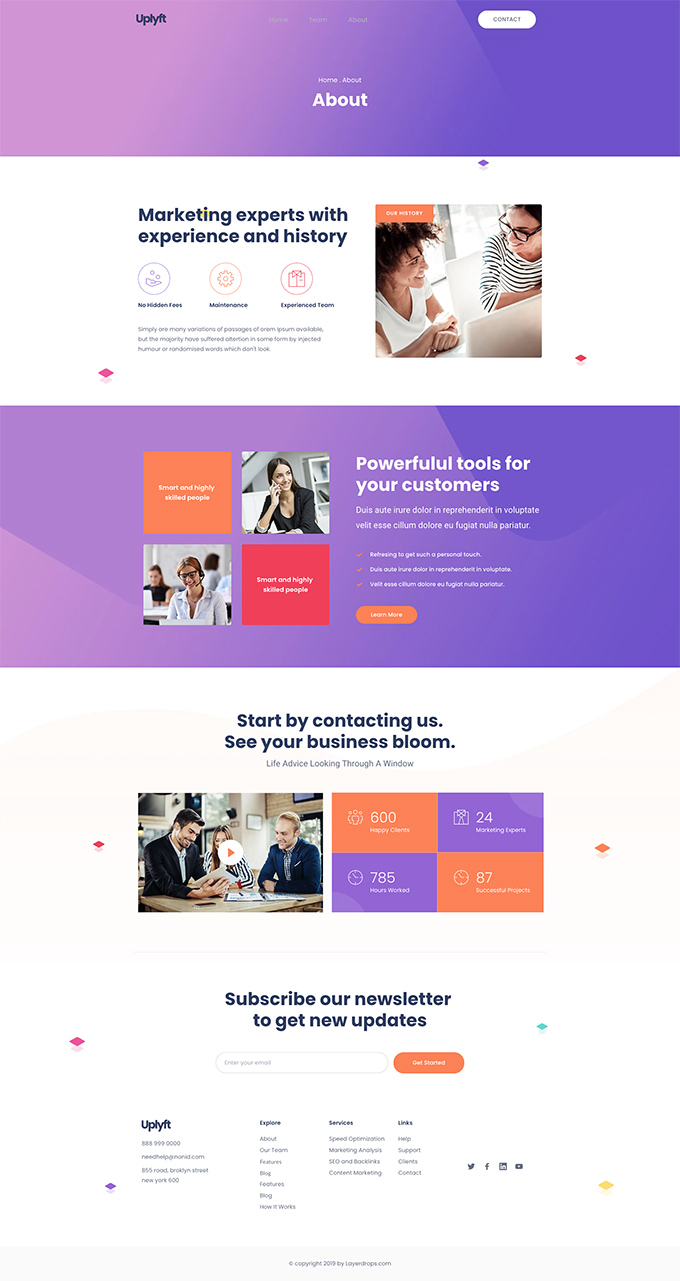 Uplyft
Home Team About
CONTACT
Home . About
About
Marketing experts with
experience and history
OUR HISTORY
No Hidden Fees
Maintenance
Experienced Team
Simply are many variations of passages of orem Ipsum available,
but the majority have suffered attertion in some form by injected
humour or randomised words which don't look.
Smart and highly
skilled people
Smart and highly
skilled people
Powerfulul tools for
your customers
Duis aute irure dolor in reprehenderit in voluptate
velit esse cillum dolore eu fugiat nulla pariatur.
Refresing to get such a personal touch.
Duis aute irure dolor in reprehenderit in voluptate.
Velit esse cillum dolore eu fugiat nulla pariatur.
Learn More
Start by contacting us.
See your business bloom.
Life Advice Looking Through A Window
600
Happy Clients
24
Marketing Experts
785
Hours Worked
87
Successful Projects
Subscribe our newsletter
to get new updates
Enter your email
Get Started
Uplyft
888 999 0000
needhelp@nonid.com
855 road, broklyn street
new york 600
Explore
About
Our Team
Features
Blog
Features
Blog
How It Works
Services
Speed Optimization
Marketing Analysis
SEO and Backlinks
Content Marketing
Links
Help
Support
Clients
Contact
© copyright 2019 by Layerdrops.com